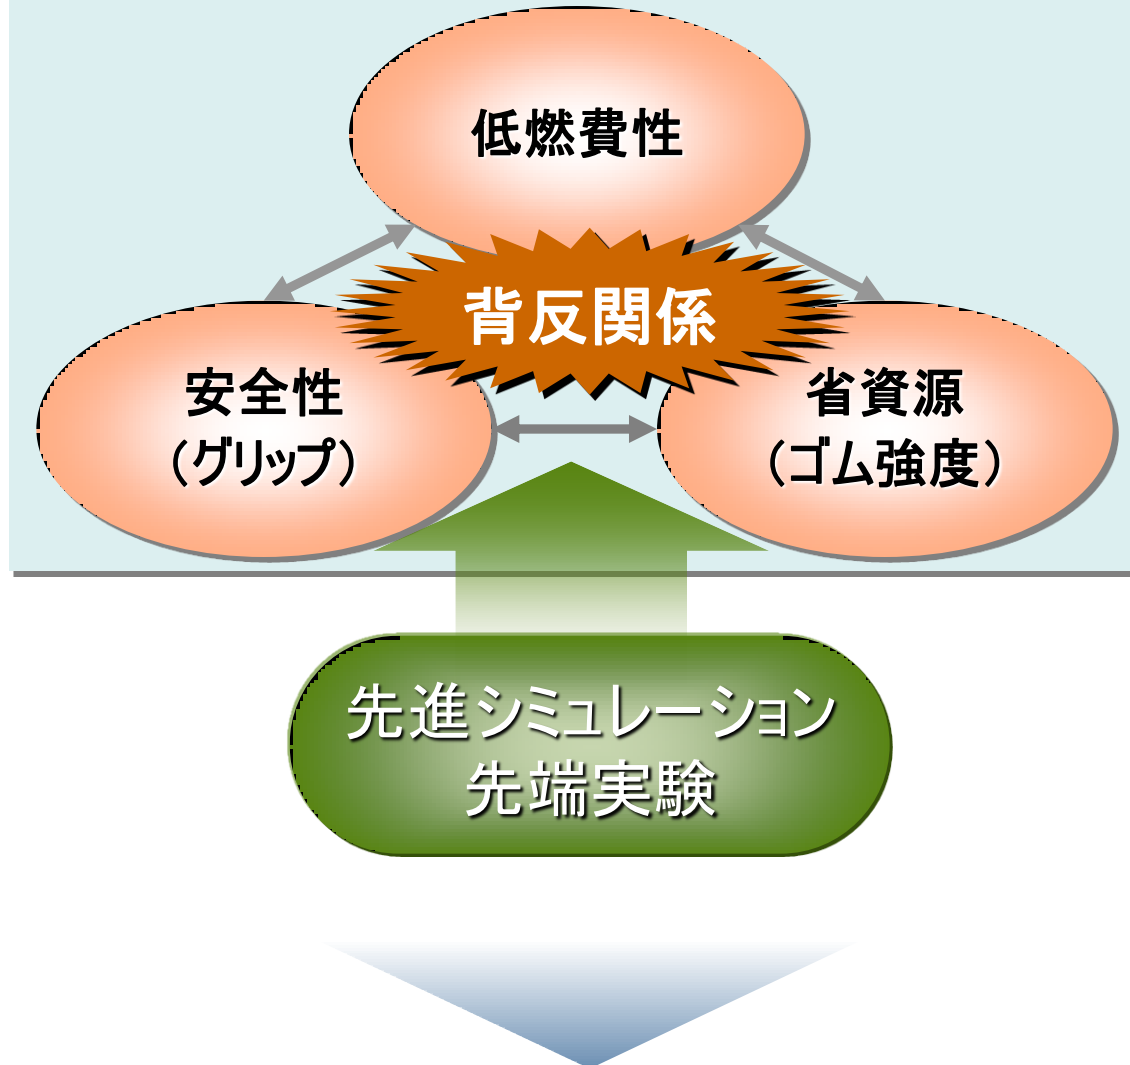 低燃費性
背反関係
安全性
（グリップ）
省資源
（ゴム強度）
先進シミュレーション
先端実験